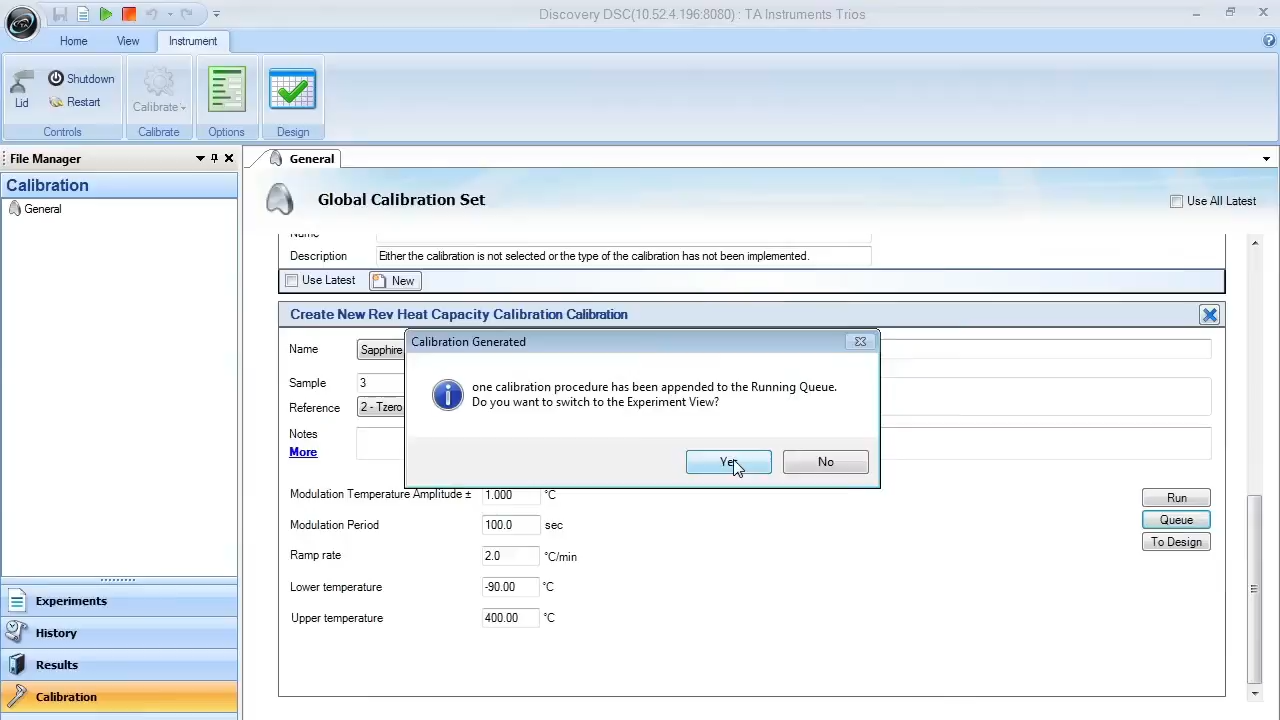 Discovery DSC(10.52.4.196:8080) : TA Instruments Trios
Home View Instrument
Lid
Shutdown
Restart
Controls
Calibrate
Calibrate
Options
Design
File Manager
Calibration
General
Experiments
History
Results
Calibration
General
Global Calibration Set
Use All Latest
Name
Description Either the calibration is not selected or the type of the calibration has not been implemented.
Use Latest New
Create New Rev Heat Capacity Calibration Calibration
Name Sapphire
Sample 3
Reference 2 - Tzero
Notes
More
Calibration Generated
one calibration procedure has been appended to the Running Queue.
Do you want to switch to the Experiment View?
Yes No
Modulation Temperature Amplitude ± 1.000 °C
Modulation Period 100.0 sec
Ramp rate 2.0 °C/min
Lower temperature -90.00 °C
Upper temperature 400.00 °C
Run
Queue
To Design